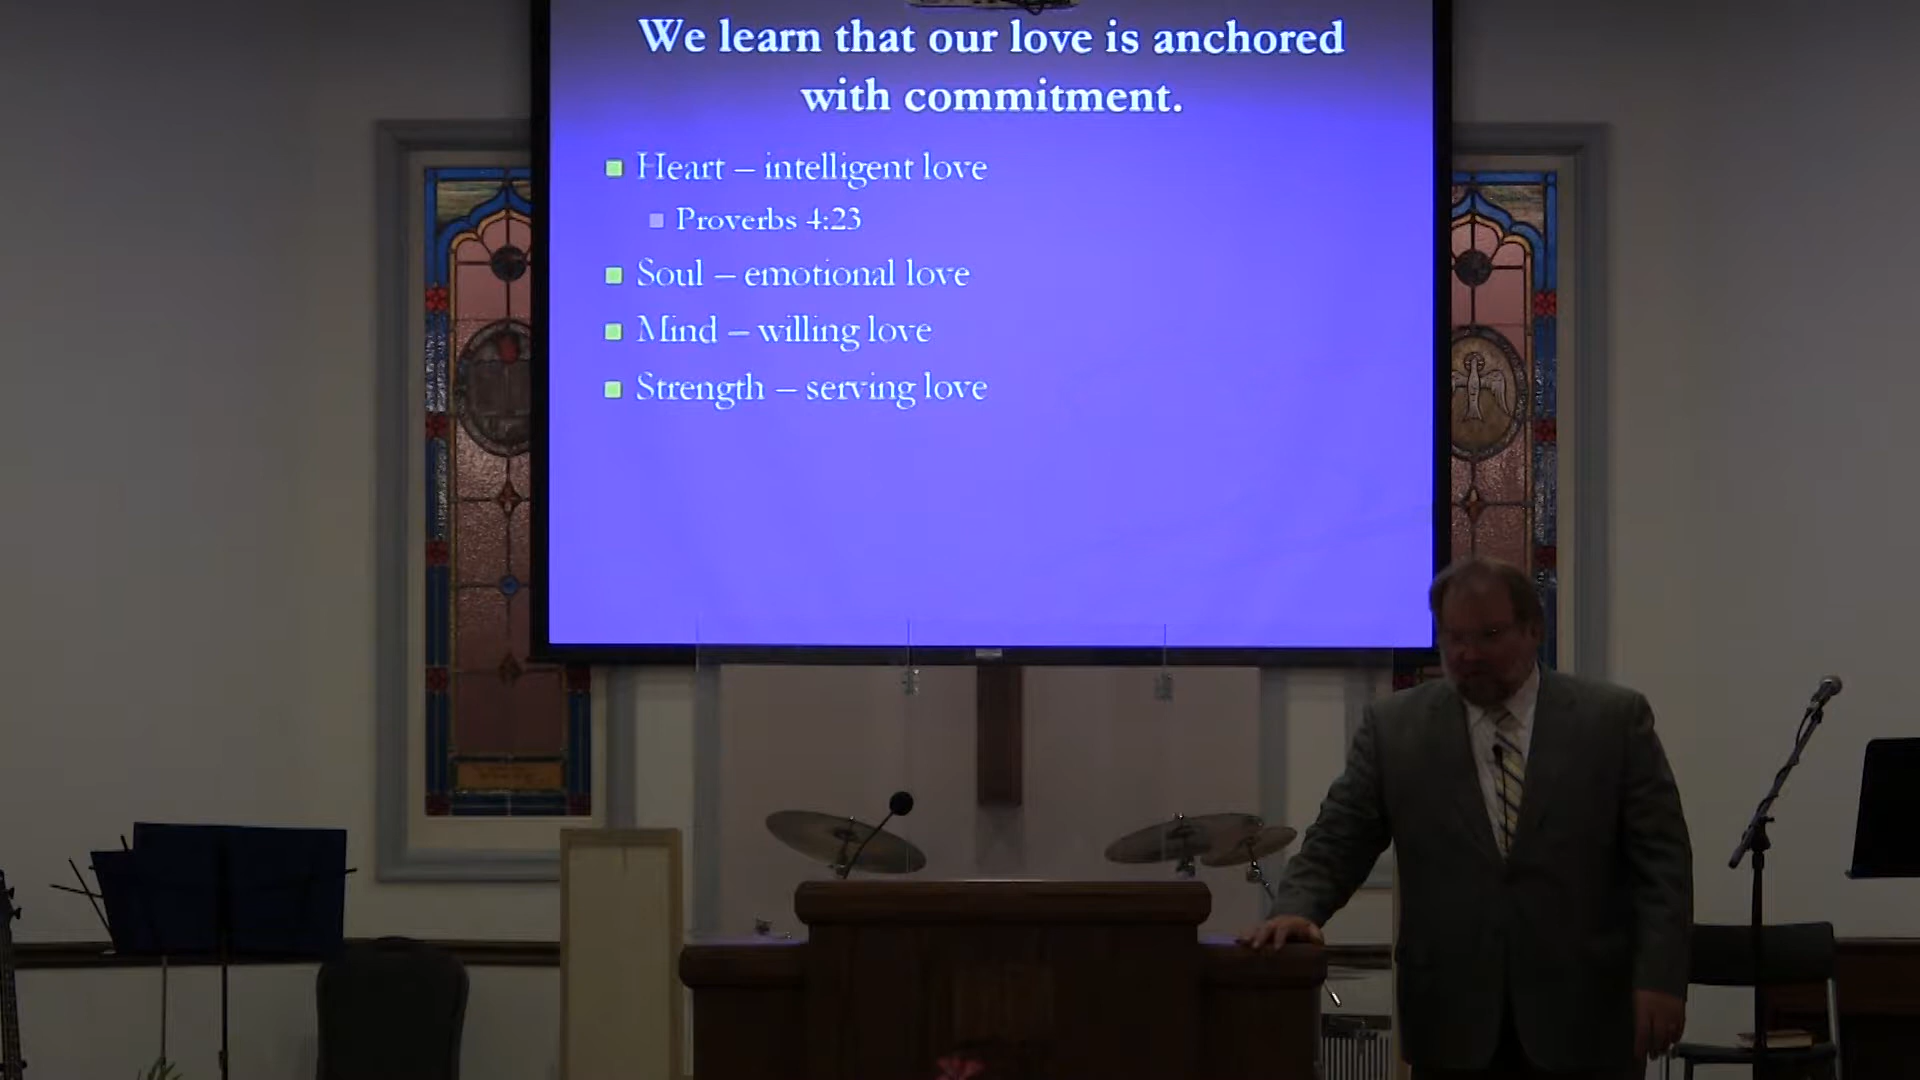 We learn that our love is anchored
with commitment.
Heart – intelligent love
Proverbs 4:23
Soul – emotional love
Mind – willing love
Strength – serving love